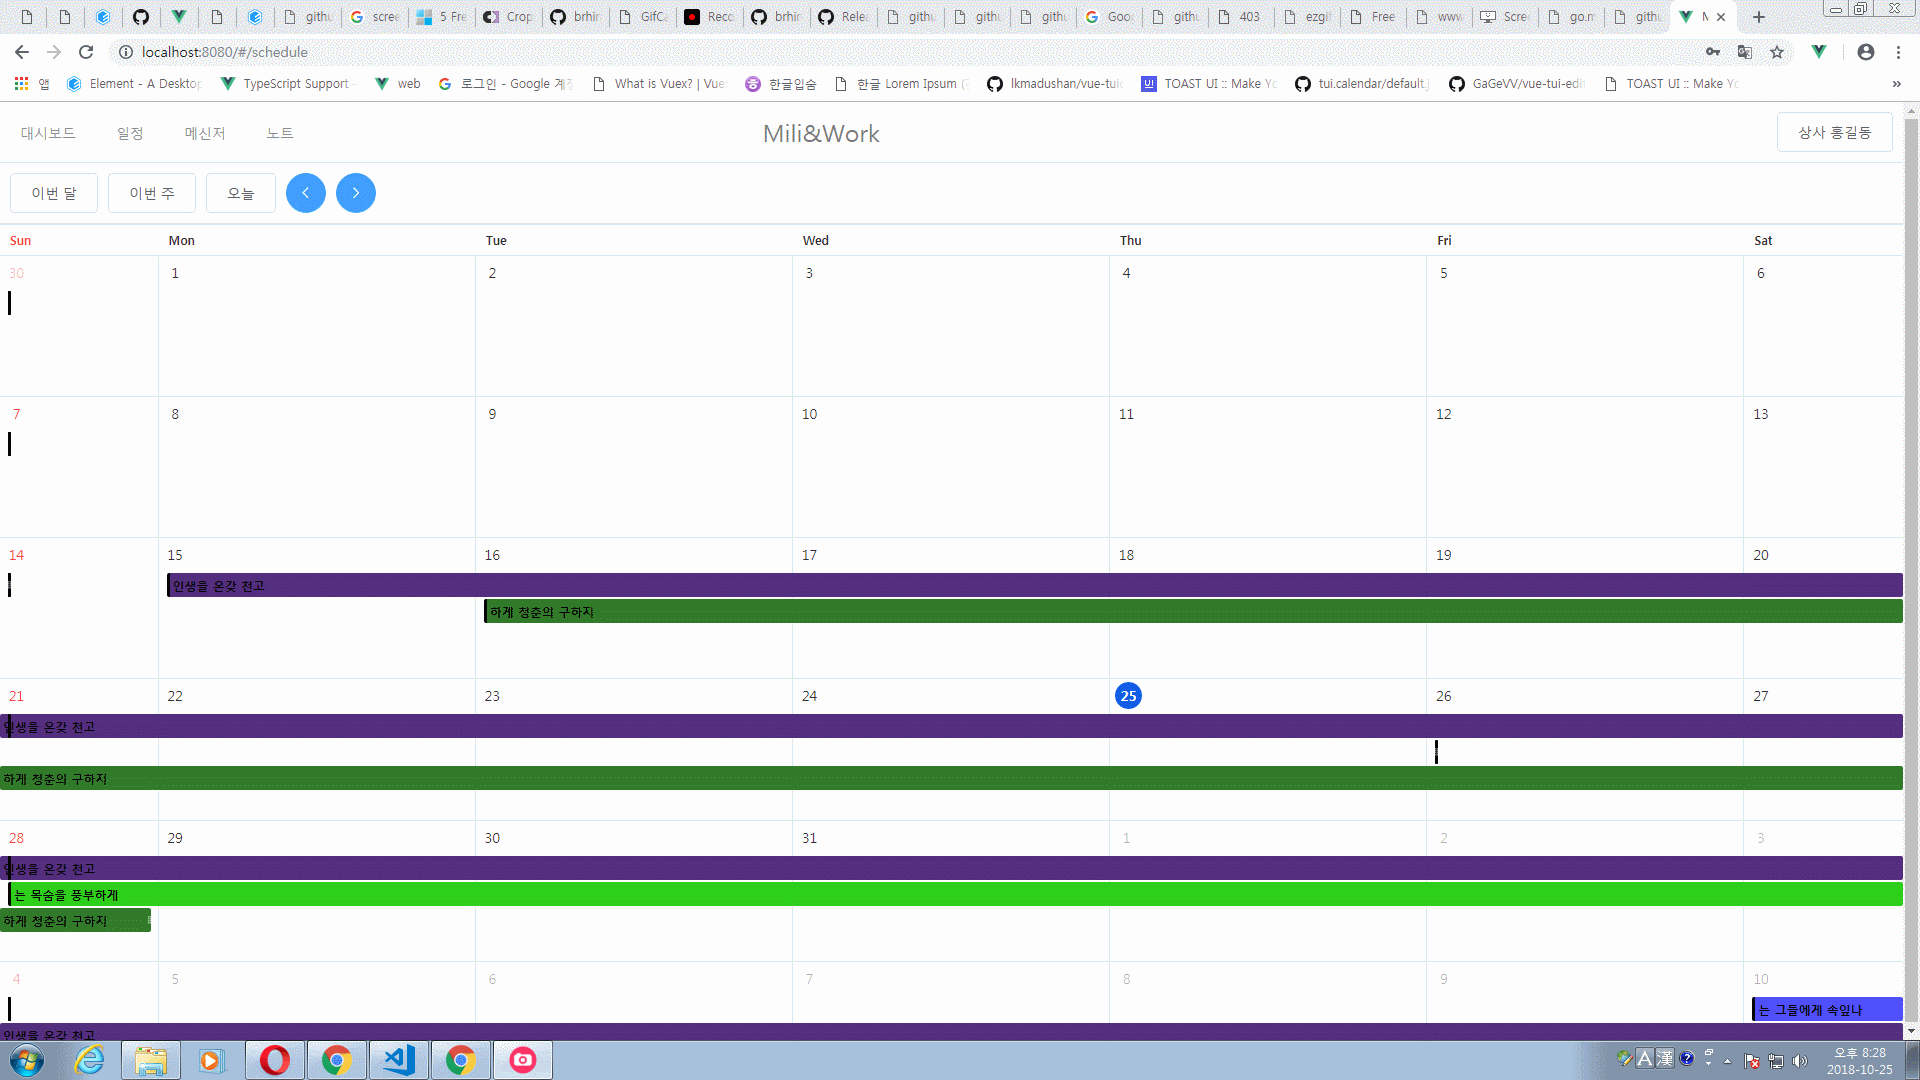 githu
scree
5 Fre
Crop
brhin
GifCa
Reco
brhin
Relea
githu
githu
githu
Goo
githu
403
ezgif
Free
www
Scree
go.m
githu
localhost:8080/#/schedule
앱
Element - A Deskto
TypeScript Support
web
로그인 - Google 계정
What is Vuex? | Vue
한글입숨
한글 Lorem Ipsum
lkmadushan/vue-tuic
TOAST UI :: Make Yo
tui.calendar/default.j
GaGeVV/vue-tui-edit
TOAST UI :: Make Yo
대시보드 일정 메신저 노트
Mili&Work
상사 홍길동
이번 달 이번 주 오늘
Sun Mon Tue Wed Thu Fri Sat
30 1 2 3 4 5 6
7 8 9 10 11 12 13
14 15 16 17 18 19 20
인생을 온갖 천고
하게 청춘의 구하지
21 22 23 24 25 26 27
인생을 온갖 천고
하게 청춘의 구하지
28 29 30 31 1 2 3
인생을 온갖 천고
는 목숨을 풍부하게
하게 청춘의 구하지
4 5 6 7 8 9 10
는 그들에게 속잎나
인생을 온갖 천고
A 漢
오후 8:28
2018-10-25